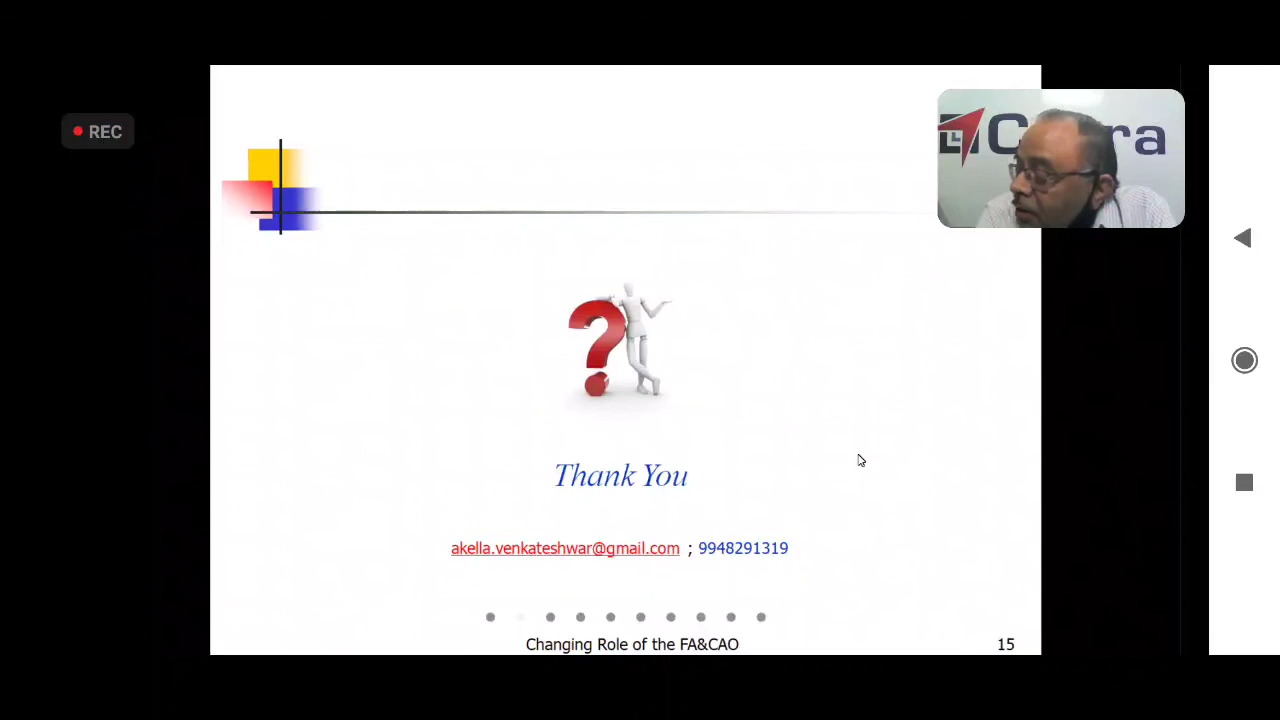 REC
?
Thank You
akella.venkateshwar@gmail.com ; 9948291319
Changing Role of the FA&CAO
15